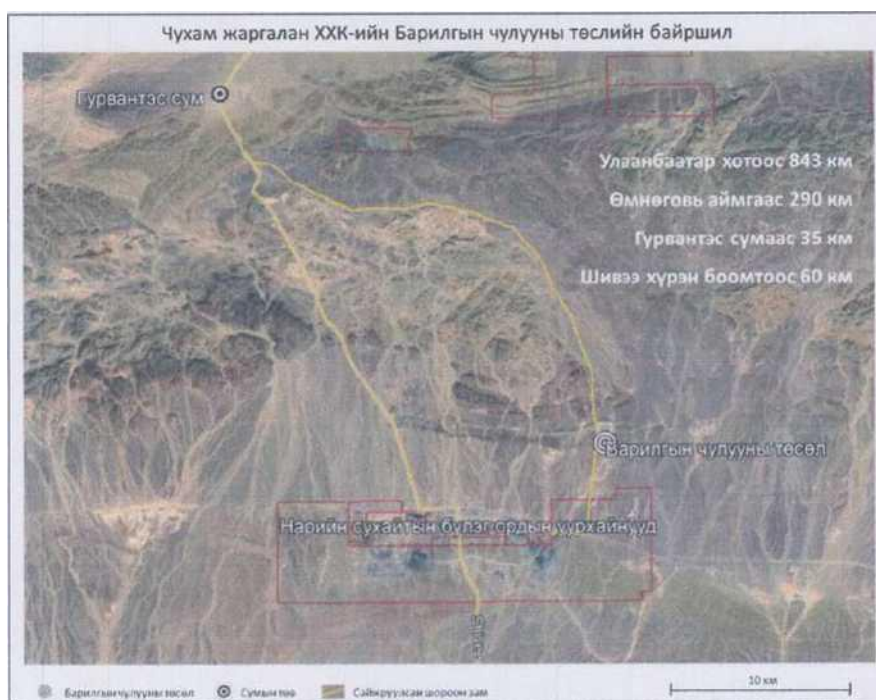 Чухам жаргалан ХХК-ийн Барилгын чулууны төслийн байршил
Гурвантэс сум
Улаанбаатар хотоос 843 км
Өмнөговь аймгаас 290 км
Гурвантэс сумаас 35 км
Шивээ хүрэн боомтоос 60 км
Барилгын чулууны төсөл
Нарийн сухайтын бүлэг ордын уурхайнууд
Барилгын чулууны төсөл
Сумын төв
Сайжруулсан шороон зам
10 км